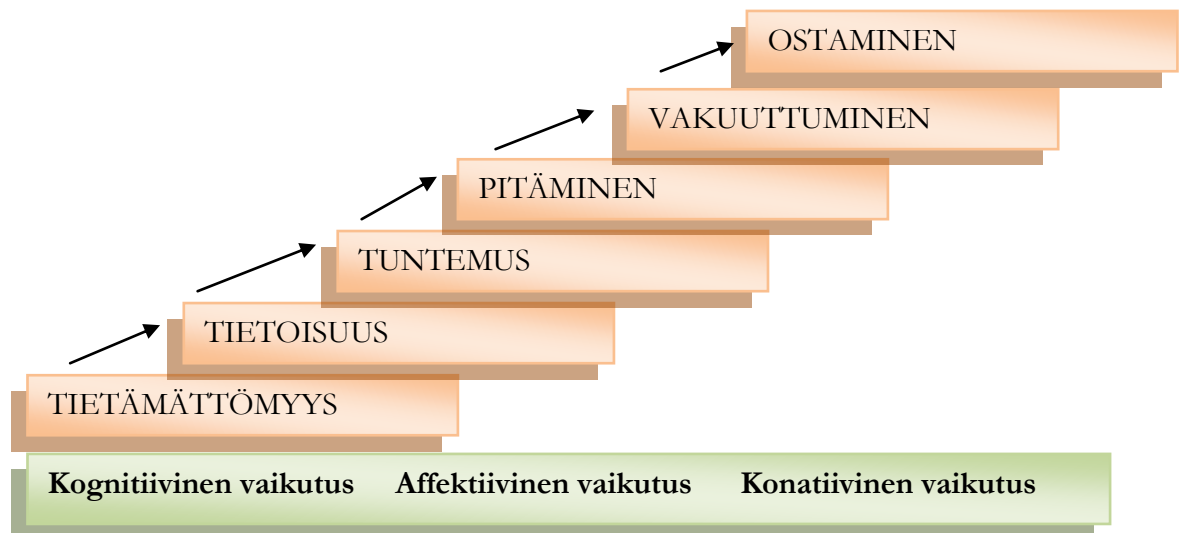 OSTAMINEN
VAKUUTTUMINEN
PITÄMINEN
TUNTEMUS
TIETOISUUS
TIETÄMÄTTÖMYYS
Kognitiivinen vaikutus Affektiivinen vaikutus Konatiivinen vaikutus